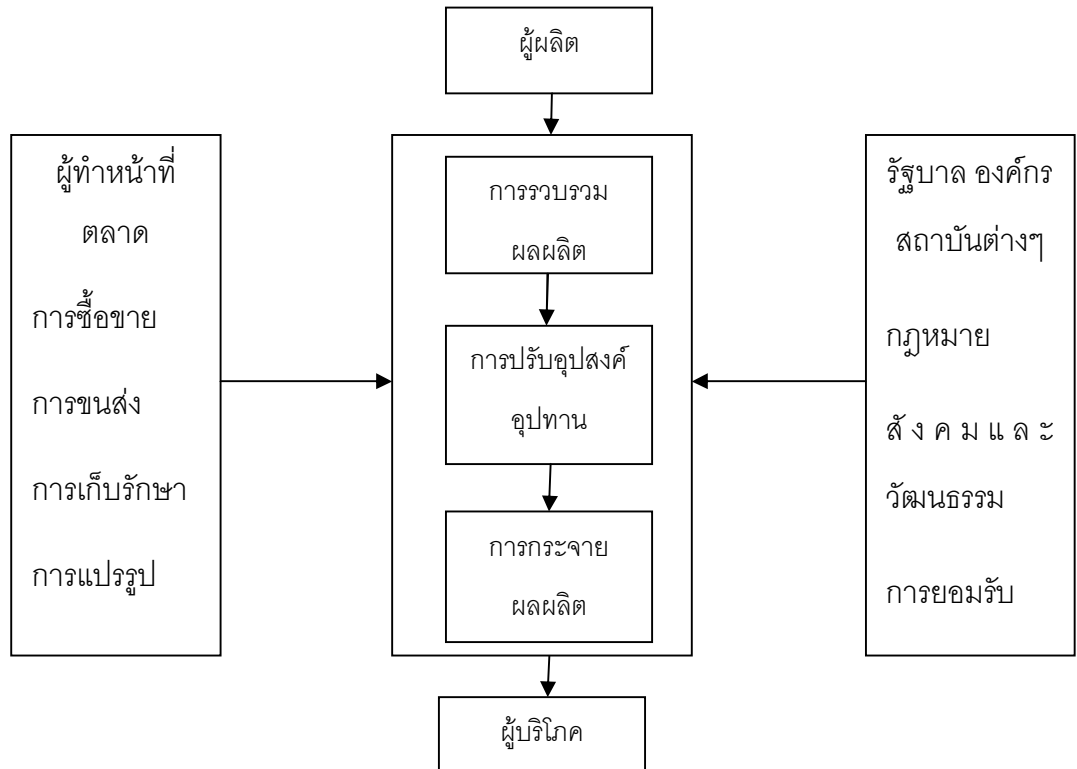 ผู้ผลิต
ผู้ทำหน้าที่
ตลาด
การซื้อขาย
การขนส่ง
การเก็บรักษา
การแปรรูป
การรวบรวม
ผลผลิต
การปรับอุปสงค์
อุปทาน
การกระจาย
ผลผลิต
รัฐบาล องค์กร
สถาบันต่างๆ
กฎหมาย
สั ง ค ม แ ล ะ
วัฒนธรรม
การยอมรับ
ผู้บริโภค